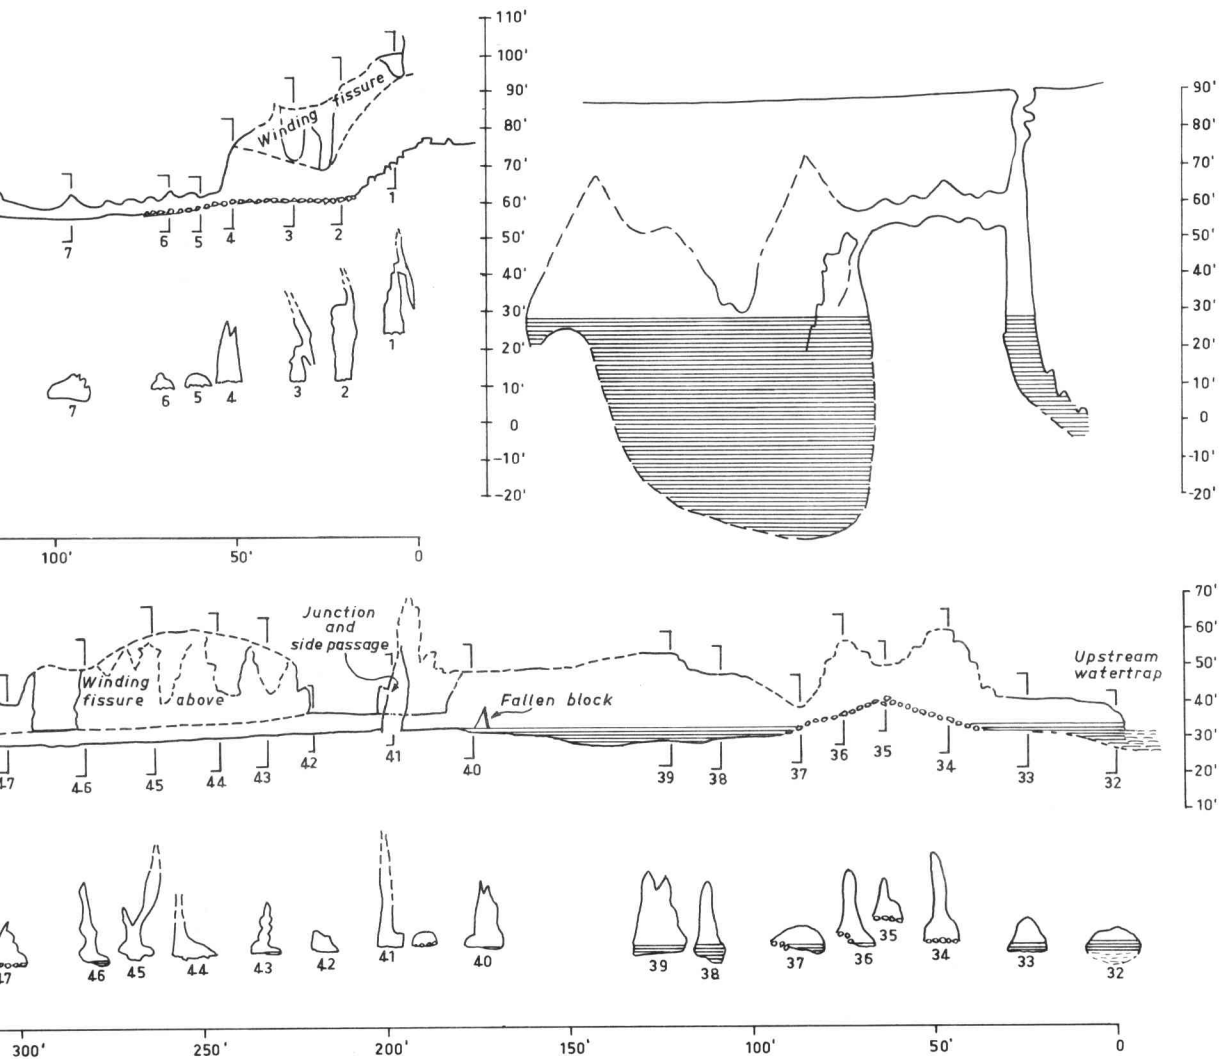 110'
100'
90'
80'
70'
60'
50'
40'
30'
20'
10'
0
-10'
-20'
Winding fissure
1
7 6 5 4 3 2
1
7 6 5 4 3 2
100' 50' 0
90'
80'
70'
60'
50'
40'
30'
20'
10'
0
-10'
-20'
Junction
and
side passage
Winding
fissure above
Fallen block
Upstream
watertrap
70'
60'
50'
40'
30'
20'
10'
47 46 45 44 43 42 41 40 39 38 37 36 35 34 33 32
47 46 45 44 43 42 41 40 39 38 37 36 35 34 33 32
300' 250' 200' 150' 100' 50' 0